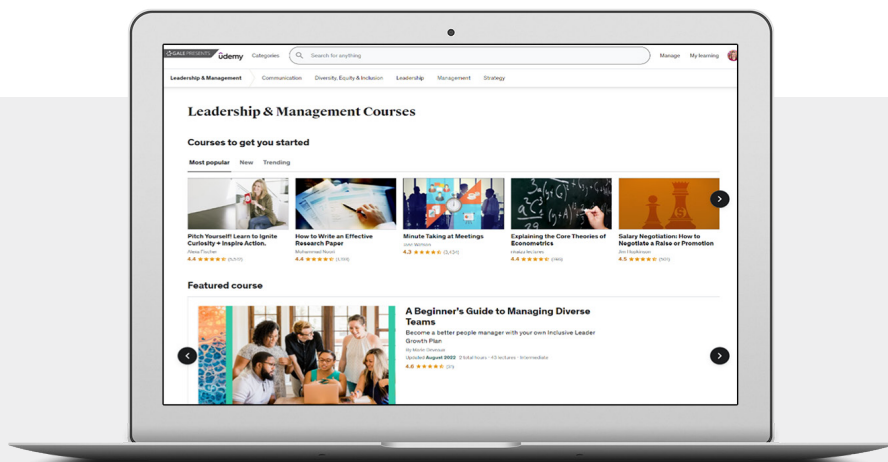 GALE PRESENTS
ûdemy
Categories
Search for anything
Manage
My learning
Leadership & Management
Communication
Diversity, Equity & Inclusion
Leadership
Management
Strategy
Leadership & Management Courses
Courses to get you started
Most popular
New
Trending
Pitch Yourself! Learn to Ignite
Curiosity + Inspire Action.
4.4
How to Write an Effective
Research Paper
4.4
Minute Taking at Meetings
4.3
Explaining the Core Theories of
Econometrics
4.4
Salary Negotiation: How to
Negotiate a Raise or Promotion
4.5
Featured course
A Beginner's Guide to Managing Diverse
Teams
Become a better people manager with your own Inclusive Leader
Growth Plan
Updated August 2022
Intermediate
4.6